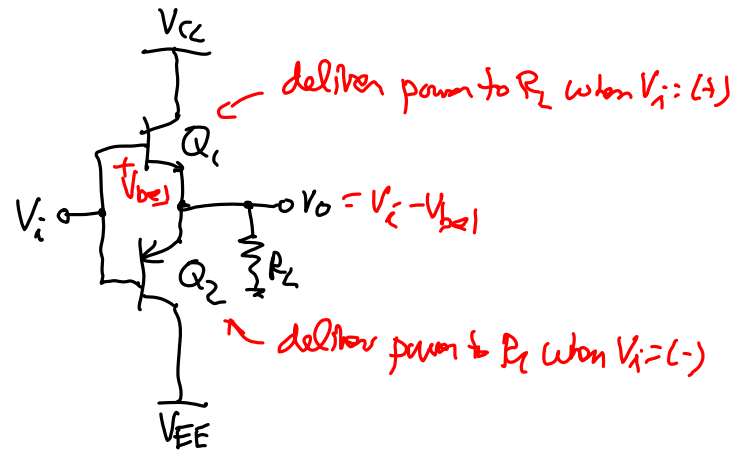 VCC
deliver power to RL when Vi = (+)
Q1
+
Vbe1
Vi
Vo = Vi - Vbe1
RL
Q2
deliver power to RL when Vi = (-)
VEE